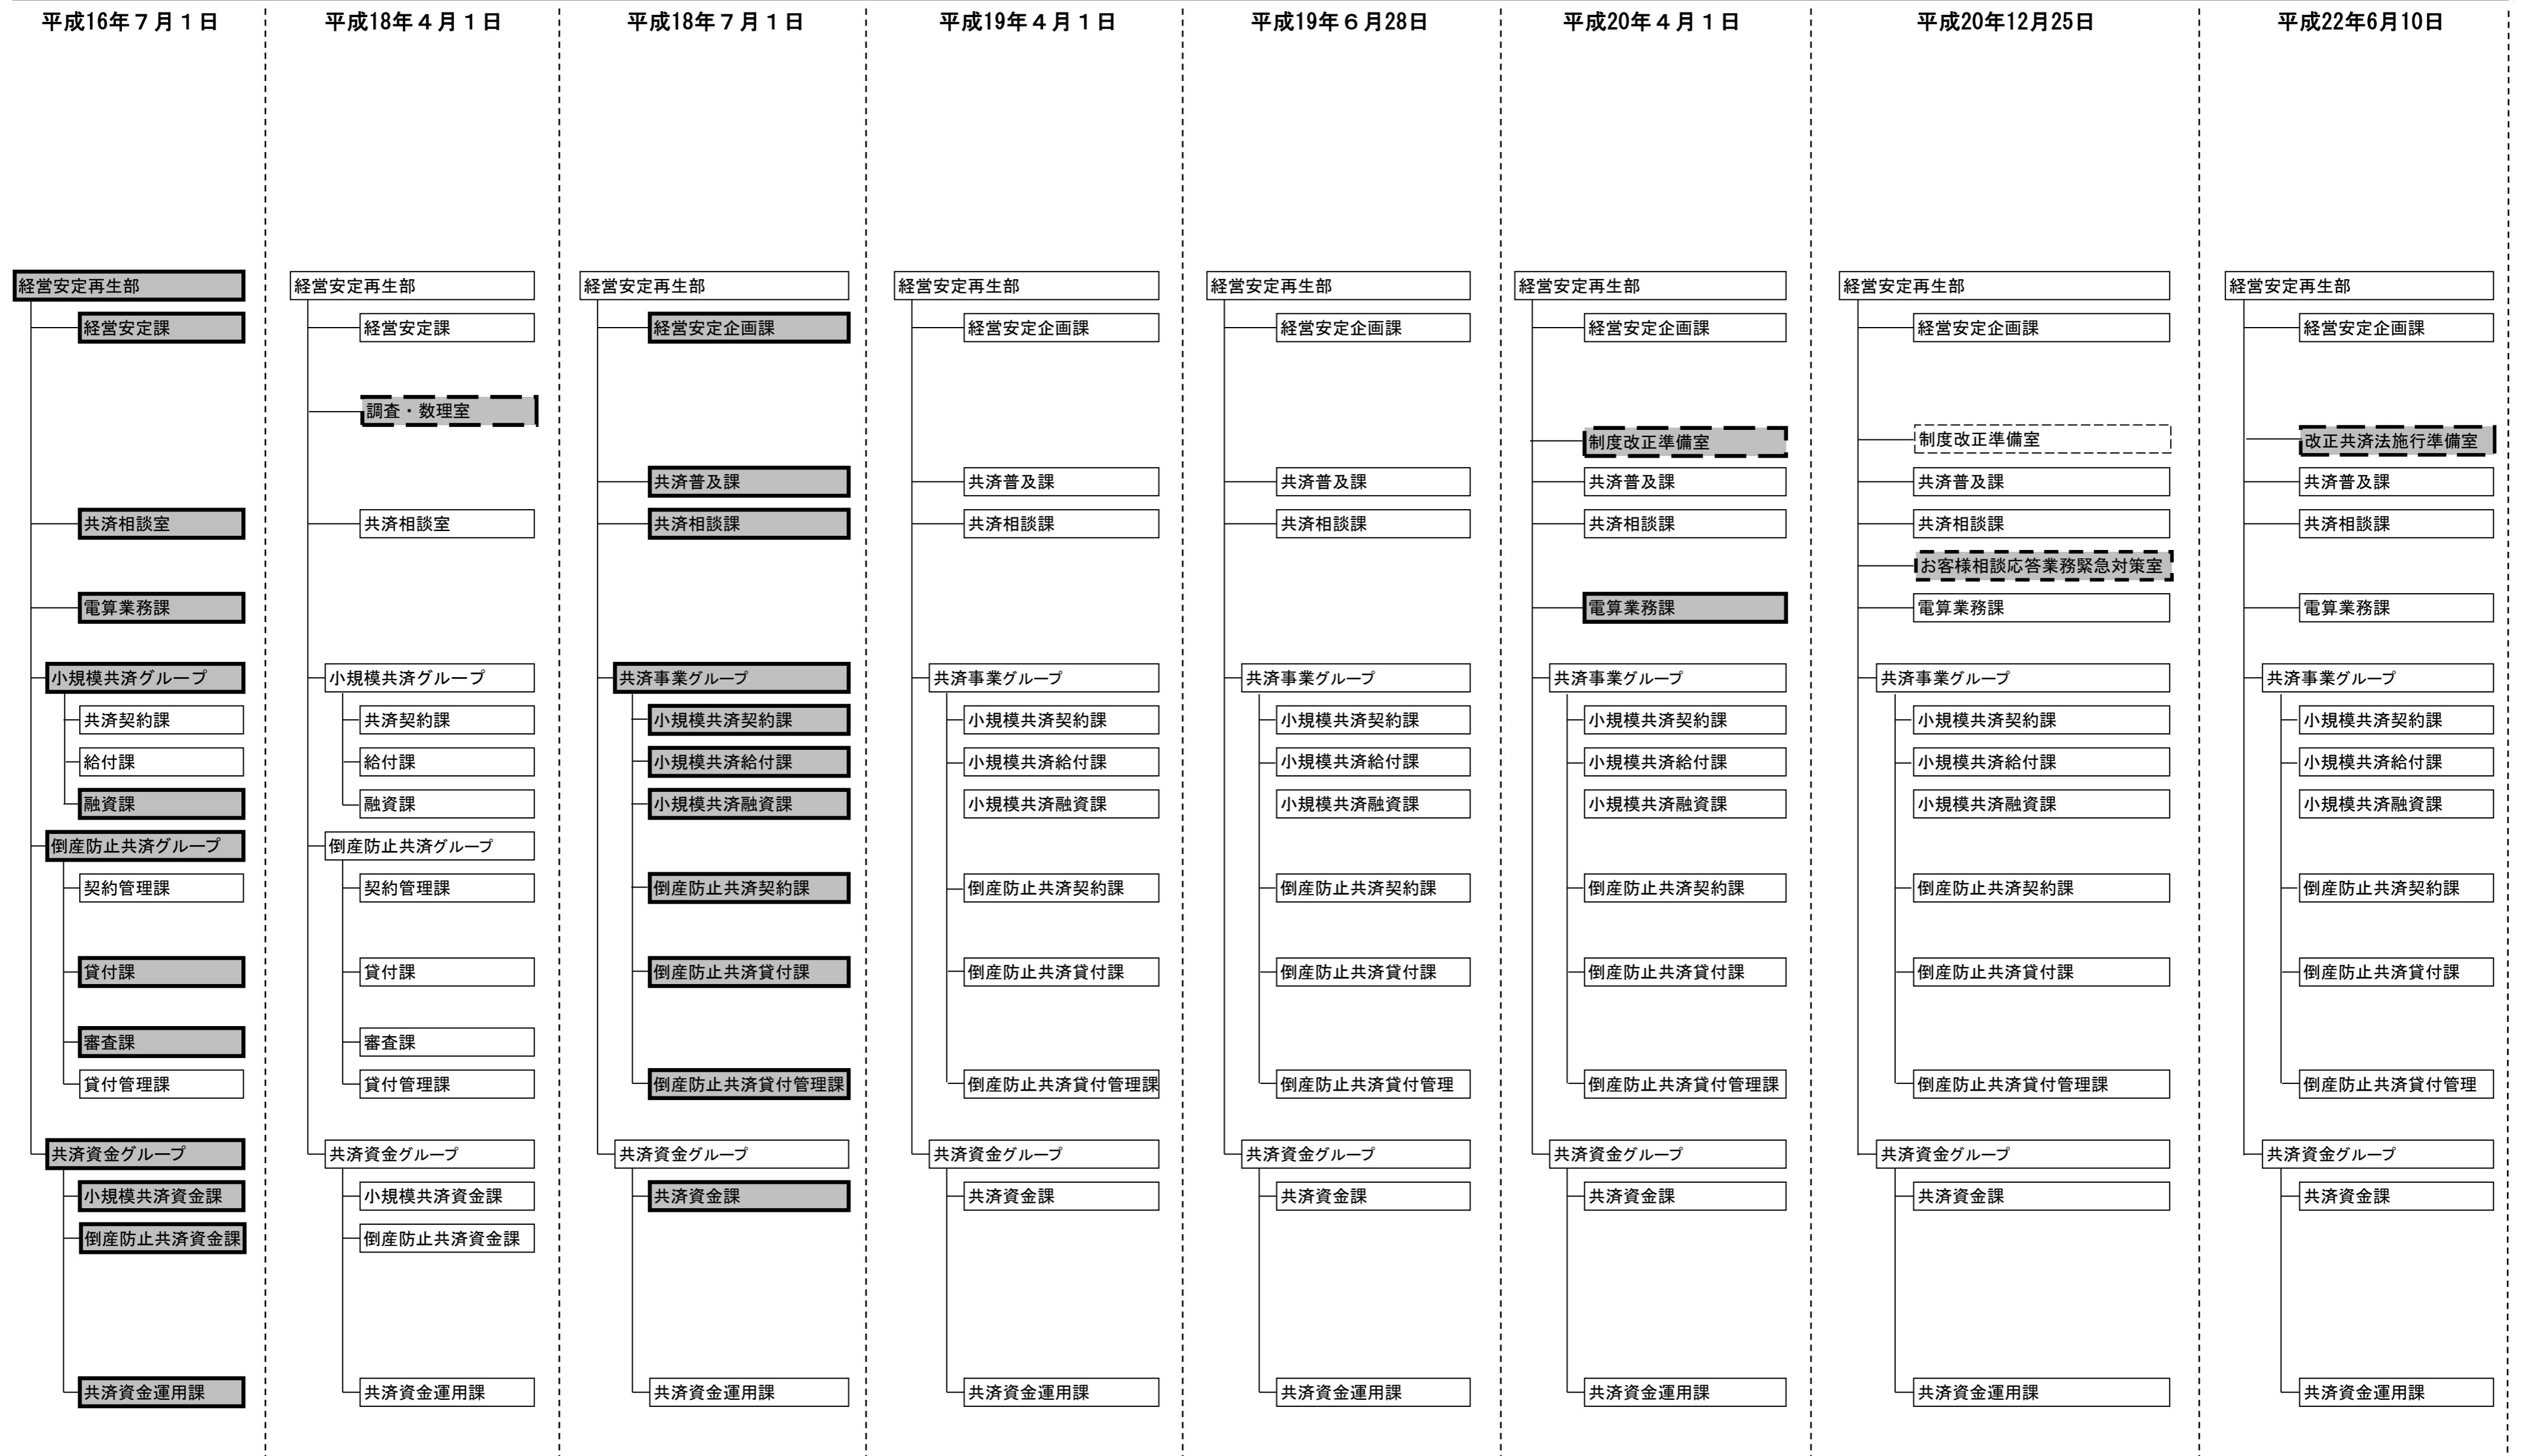 平成16年７月１日
経営安定再生部
経営安定課
共済相談室
電算業務課
小規模共済グループ
共済契約課
給付課
融資課
倒産防止共済グループ
契約管理課
貸付課
審査課
貸付管理課
共済資金グループ
小規模共済資金課
倒産防止共済資金課
共済資金運用課
平成18年４月１日
経営安定再生部
経営安定課
調査・数理室
共済相談室
小規模共済グループ
共済契約課
給付課
融資課
倒産防止共済グループ
契約管理課
貸付課
審査課
貸付管理課
共済資金グループ
小規模共済資金課
倒産防止共済資金課
共済資金運用課
平成18年７月１日
経営安定再生部
経営安定企画課
共済普及課
共済相談課
共済事業グループ
小規模共済契約課
小規模共済給付課
小規模共済融資課
倒産防止共済契約課
倒産防止共済貸付課
倒産防止共済貸付管理課
共済資金グループ
共済資金課
共済資金運用課
平成19年４月１日
経営安定再生部
経営安定企画課
共済普及課
共済相談課
共済事業グループ
小規模共済契約課
小規模共済給付課
小規模共済融資課
倒産防止共済契約課
倒産防止共済貸付課
倒産防止共済貸付管理課
共済資金グループ
共済資金課
共済資金運用課
平成19年６月28日
経営安定再生部
経営安定企画課
共済普及課
共済相談課
共済事業グループ
小規模共済契約課
小規模共済給付課
小規模共済融資課
倒産防止共済契約課
倒産防止共済貸付課
倒産防止共済貸付管理
共済資金グループ
共済資金課
共済資金運用課
平成20年４月１日
経営安定再生部
経営安定企画課
制度改正準備室
共済普及課
共済相談課
電算業務課
共済事業グループ
小規模共済契約課
小規模共済給付課
小規模共済融資課
倒産防止共済契約課
倒産防止共済貸付課
倒産防止共済貸付管理課
共済資金グループ
共済資金課
共済資金運用課
平成20年12月25日
経営安定再生部
経営安定企画課
制度改正準備室
共済普及課
共済相談課
お客様相談応答業務緊急対策室
電算業務課
共済事業グループ
小規模共済契約課
小規模共済給付課
小規模共済融資課
倒産防止共済契約課
倒産防止共済貸付課
倒産防止共済貸付管理課
共済資金グループ
共済資金課
共済資金運用課
平成22年6月10日
経営安定再生部
経営安定企画課
改正共済法施行準備室
共済普及課
共済相談課
電算業務課
共済事業グループ
小規模共済契約課
小規模共済給付課
小規模共済融資課
倒産防止共済契約課
倒産防止共済貸付課
倒産防止共済貸付管理
共済資金グループ
共済資金課
共済資金運用課